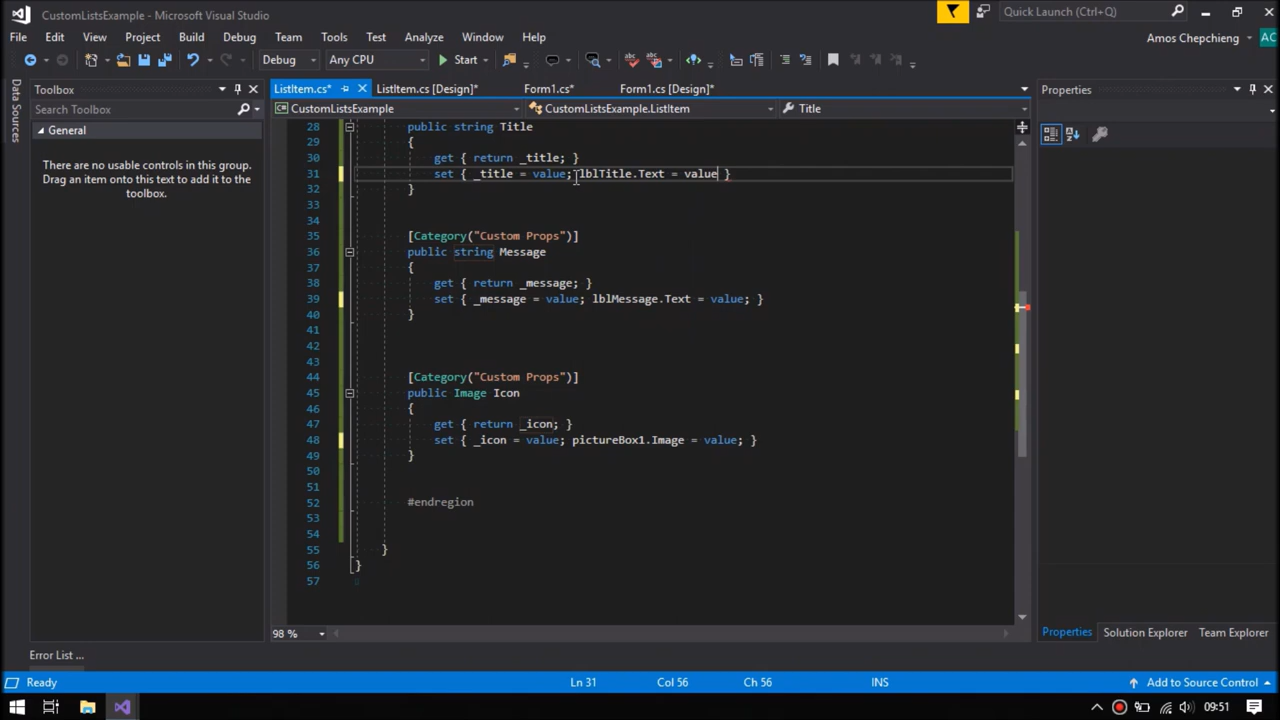 CustomListsExample - Microsoft Visual Studio
Quick Launch (Ctrl+Q)
File Edit View Project Build Debug Team Tools Test Analyze Window Help
Amos Chepchieng AC
Debug Any CPU Start
Toolbox
ListItem.cs* ListItem.cs [Design]* Form1.cs* Form1.cs [Design]*
Properties
Data Sources
Search Toolbox
CustomListsExample CustomListsExample.ListItem Title
General
There are no usable controls in this group.
Drag an item onto this text to add it to the
toolbox.
28 public string Title
29 {
30 get { return _title; }
31 set { _title = value; lblTitle.Text = value }
32 }
33
34
35 [Category("Custom Props")]
36 public string Message
37 {
38 get { return _message; }
39 set { _message = value; lblMessage.Text = value; }
40 }
41
42
43
44 [Category("Custom Props")]
45 public Image Icon
46 {
47 get { return _icon; }
48 set { _icon = value; pictureBox1.Image = value; }
49 }
50
51
52 #endregion
53
54
55 }
56 }
57
98 %
Properties Solution Explorer Team Explorer
Error List ...
Ready Ln 31 Col 56 Ch 56 INS Add to Source Control
09:51